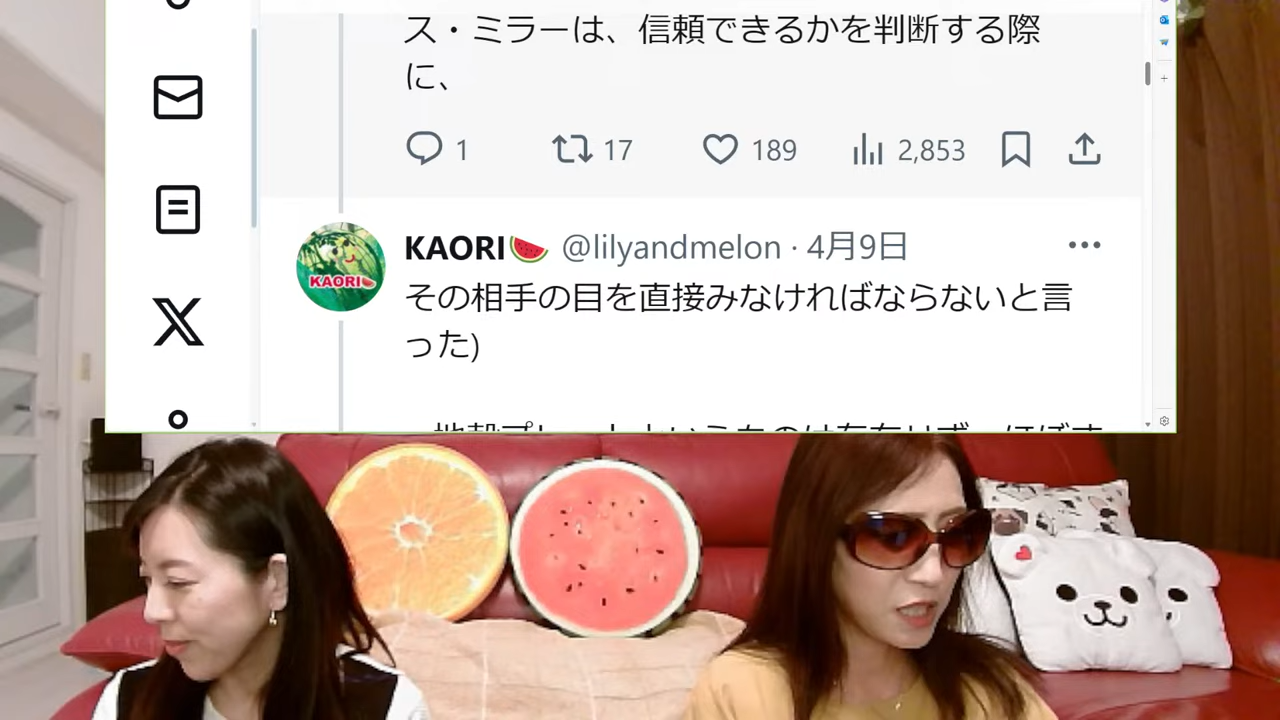 ス・ミラーは、信頼できるかを判断する際
に、
1 17 189 2,853
KAORI🍉 @lilyandmelon · 4月9日
KAORI
その相手の目を直接みなければならないと言
った)